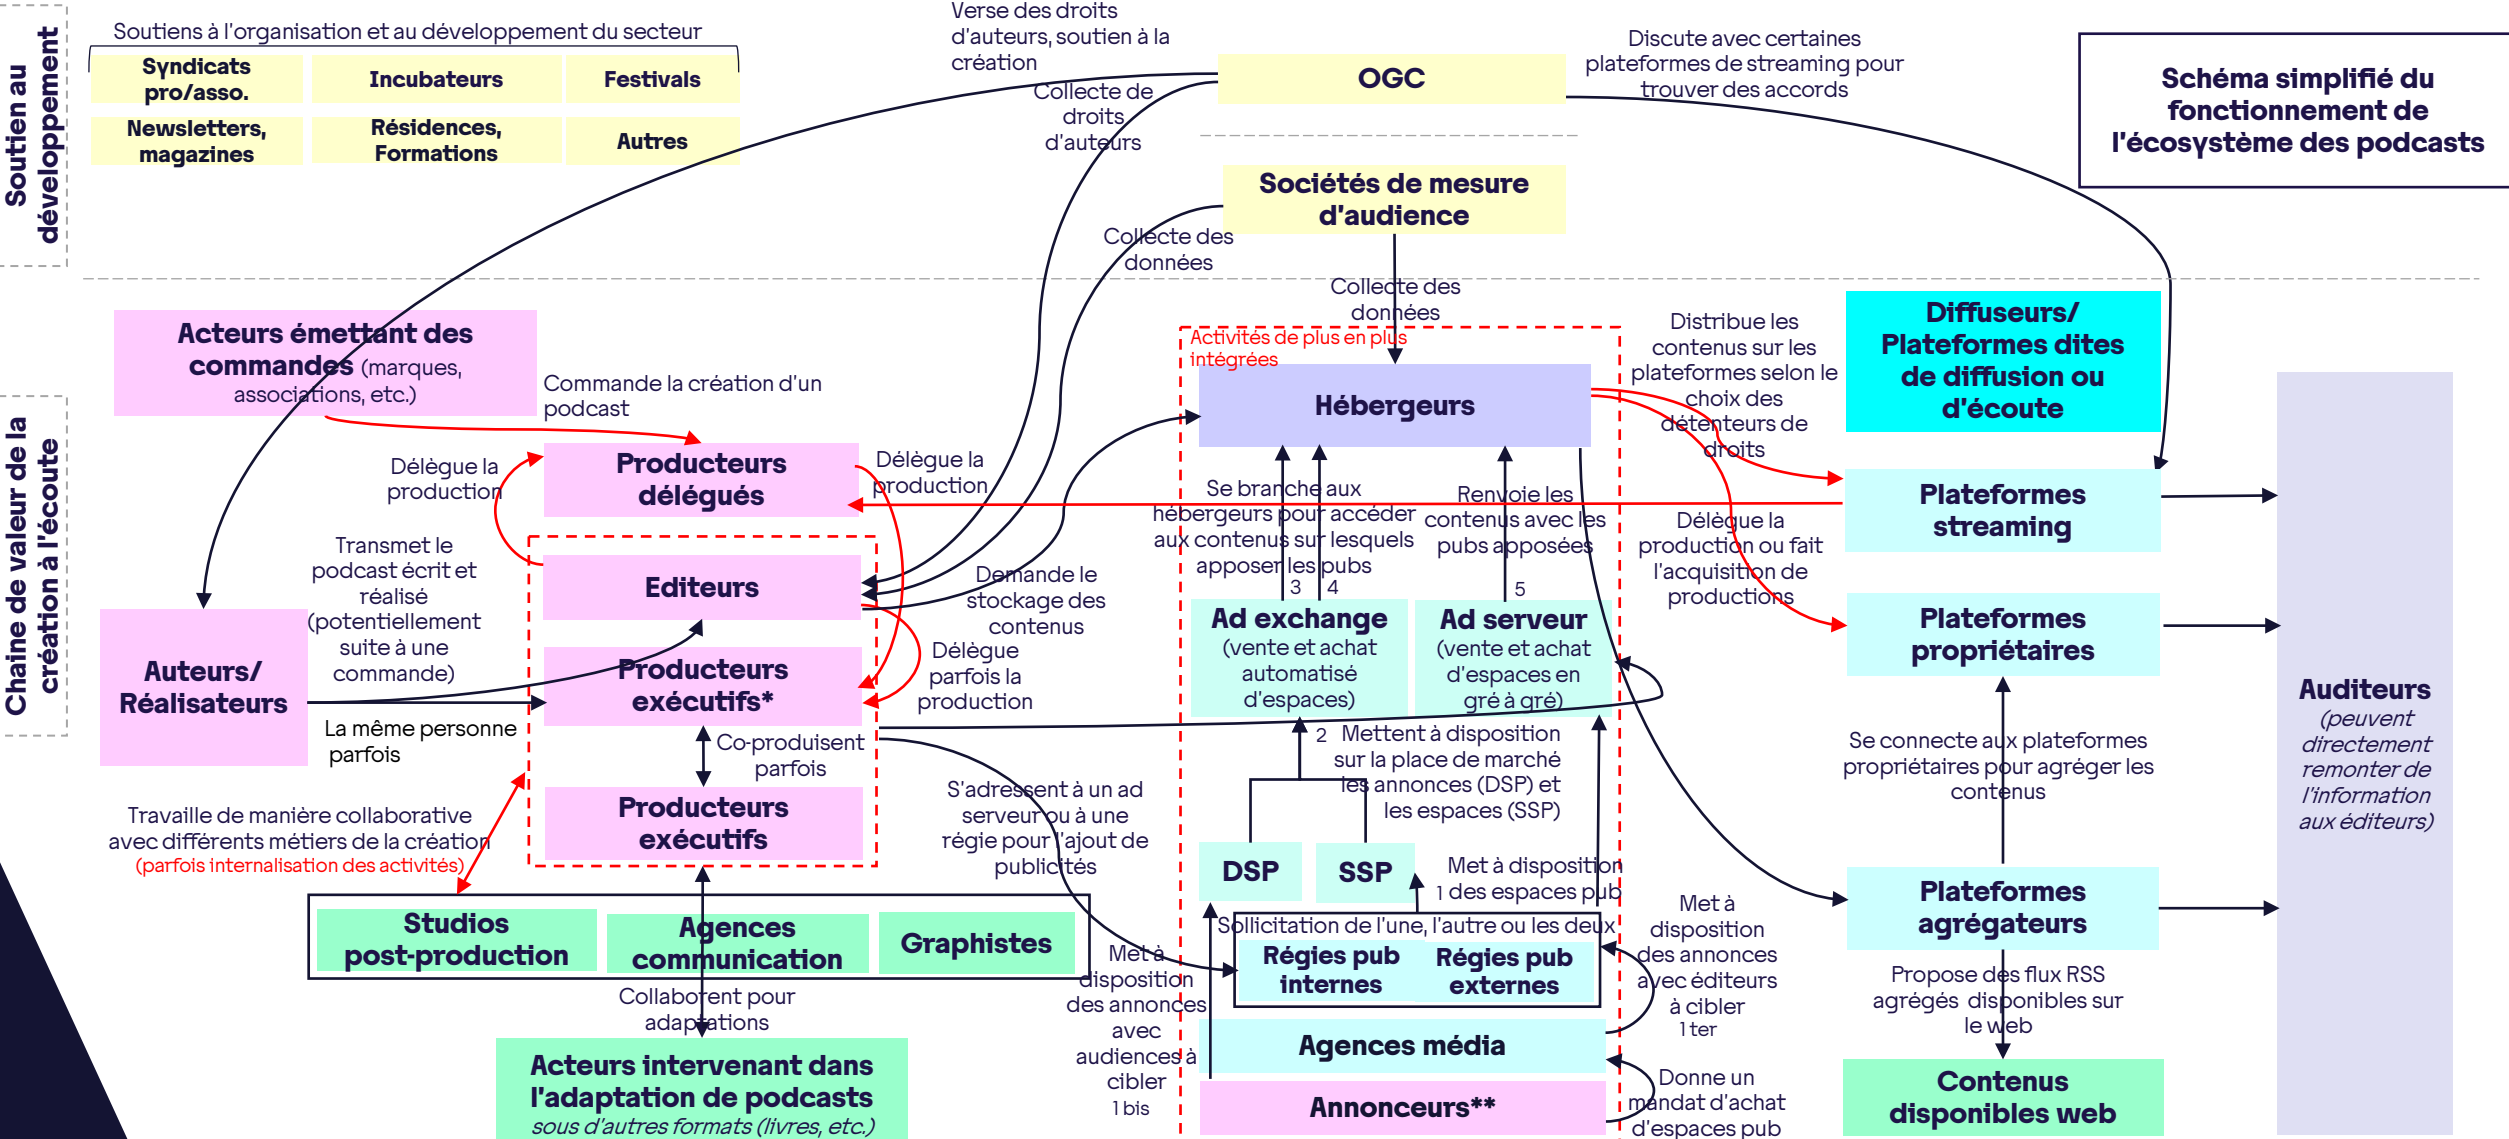 Soutien au
développement
Soutiens à l'organisation et au développement du secteur
Syndicats
pro/asso.
Incubateurs
Festivals
Newsletters,
magazines
Résidences,
Formations
Autres
Verse des droits
d'auteurs, soutien à la
création
Collecte de
droits
d'auteurs
OGC
Discute avec certaines
plateformes de streaming pour
trouver des accords
Schéma simplifié du
fonctionnement de
l'écosystème des podcasts
Sociétés de mesure
d'audience
Collecte des
données
Collecte des
données
Chaine de valeur de la
création à l'écoute
Acteurs émettant des
commandes (marques,
associations, etc.)
Commande la création d'un
podcast
Délègue la
production
Producteurs
délégués
Délègue la
production
Transmet le
podcast écrit et
réalisé
(potentiellement
suite à une
commande)
Editeurs
Demande le
stockage des
contenus
Auteurs/
Réalisateurs
Producteurs
exécutifs*
Délègue
parfois la
production
La même personne
parfois
Co-produisent
parfois
Producteurs
exécutifs
Travaille de manière collaborative
avec différents métiers de la création
(parfois internalisation des activités)
S'adressent à un ad
serveur ou à une
régie pour l'ajout de
publicités
Studios
post-production
Agences
communication
Graphistes
Collaborent pour
adaptations
Acteurs intervenant dans
l'adaptation de podcasts
sous d'autres formats (livres, etc.)
Activités de plus en plus
intégrées
Hébergeurs
Se branche aux
hébergeurs pour accéder
aux contenus sur lesquels
apposer les pubs
3
4
Renvoie les
contenus avec les
pubs apposées
5
Ad exchange
(vente et achat
automatisé
d'espaces)
Ad serveur
(vente et achat
d'espaces en
gré à gré)
2
Mettent à disposition
sur la place de marché
les annonces (DSP) et
les espaces (SSP)
DSP
SSP
Met à disposition
1 des espaces pub
Sollicitation de l'une, l'autre ou les deux
Régies pub
internes
Régies pub
externes
Met à
disposition
des annonces
avec
audiences à
cibler
1 bis
Agences média
Annonceurs**
Met à
disposition
des annonces
avec éditeurs
à cibler
1 ter
Donne un
mandat d'achat
d'espaces pub
Distribue les
contenus sur les
plateformes selon le
choix des
détenteurs de
droits
Diffuseurs/
Plateformes dites
de diffusion ou
d'écoute
Plateformes
streaming
Délègue la
production ou fait
l'acquisition de
productions
Plateformes
propriétaires
Se connecte aux plateformes
propriétaires pour agréger les
contenus
Plateformes
agrégateurs
Propose des flux RSS
agrégés disponibles sur
le web
Contenus
disponibles web
Auditeurs
(peuvent
directement
remonter de
l'information
aux éditeurs)